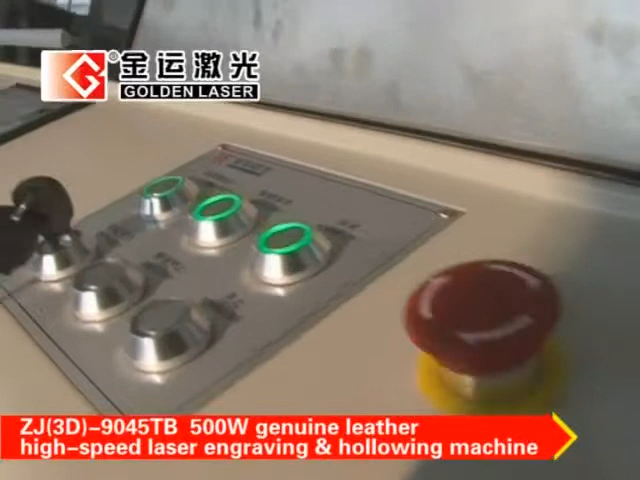 金运激光
GOLDEN LASER
ZJ(3D)-9045TB 500W genuine leather
high-speed laser engraving & hollowing machine